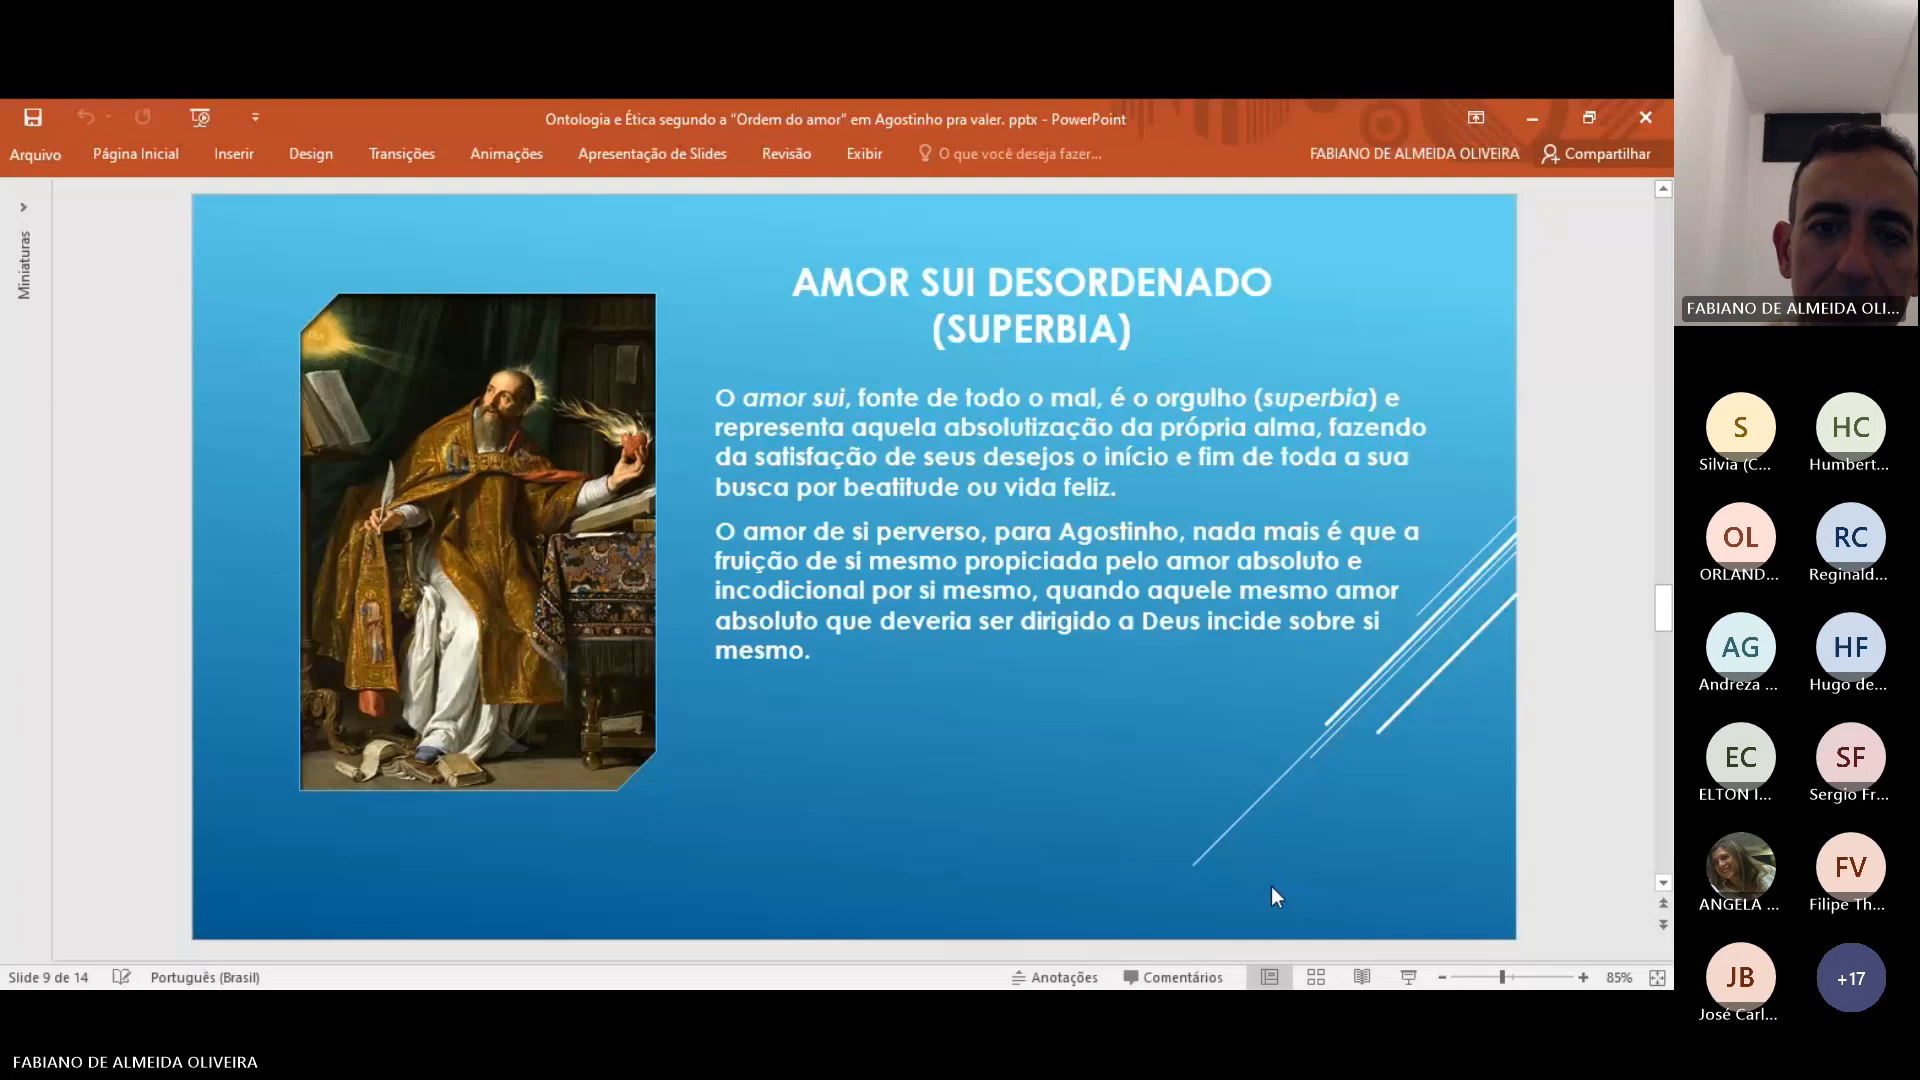 Ontologia e Ética segundo a "Ordem do amor" em Agostinho pra valer. pptx - PowerPoint
Arquivo Página Inicial Inserir Design Transições Animações Apresentação de Slides Revisão Exibir O que você deseja fazer... FABIANO DE ALMEIDA OLIVEIRA Compartilhar
Miniaturas
AMOR SUI DESORDENADO
(SUPERBIA)
O amor sui, fonte de todo o mal, é o orgulho (superbia) e
representa aquela absolutização da própria alma, fazendo
da satisfação de seus desejos o início e fim de toda a sua
busca por beatitude ou vida feliz.
O amor de si perverso, para Agostinho, nada mais é que a
fruição de si mesmo propiciada pelo amor absoluto e
incodicional por si mesmo, quando aquele mesmo amor
absoluto que deveria ser dirigido a Deus incide sobre si
mesmo.
Slide 9 de 14 Português (Brasil) Anotações Comentários 85%
FABIANO DE ALMEIDA OLIVEIRA
FABIANO DE ALMEIDA OLI...
S HC
Silvia (C... Humbert...
OL RC
ORLAND... Reginald...
AG HF
Andreza ... Hugo de...
EC SF
ELTON I... Sergio Fr...
FV
ANGELA ... Filipe Th...
JB +17
José Carl...